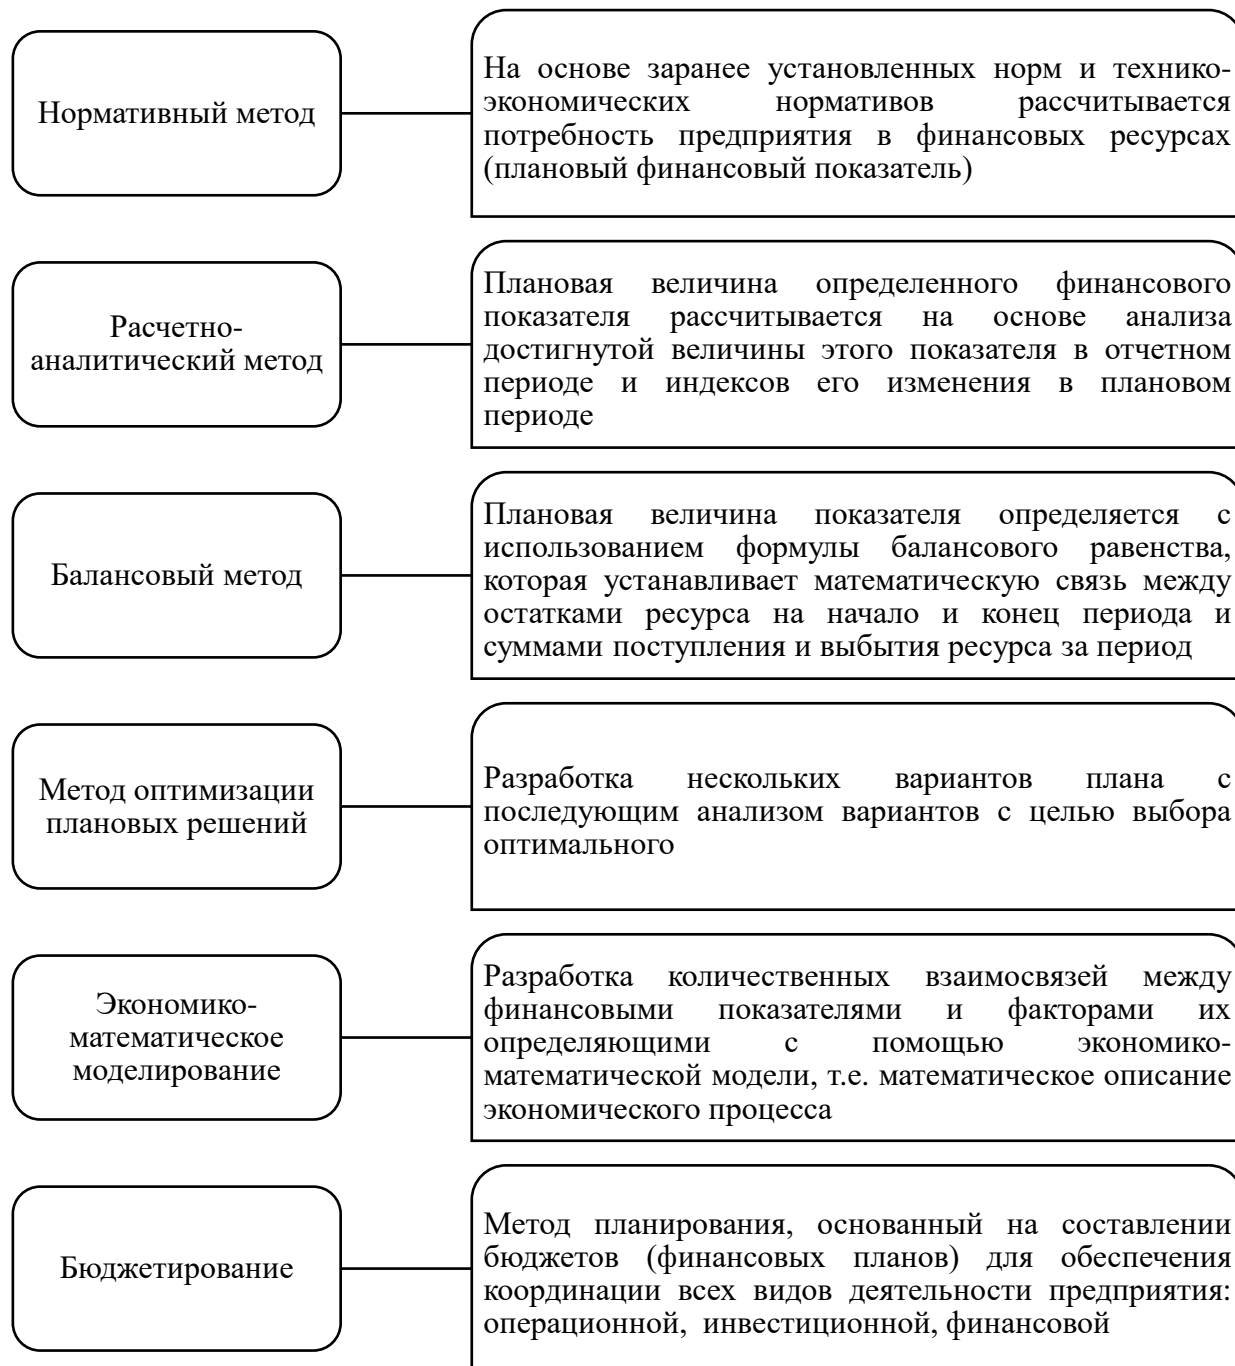 Нормативный метод
На основе заранее установленных норм и технико-
экономических нормативов рассчитывается
потребность предприятия в финансовых ресурсах
(плановый финансовый показатель)
Расчетно-
аналитический метод
Плановая величина определенного финансового
показателя рассчитывается на основе анализа
достигнутой величины этого показателя в отчетном
периоде и индексов его изменения в плановом
периоде
Балансовый метод
Плановая величина показателя определяется с
использованием формулы балансового равенства,
которая устанавливает математическую связь между
остатками ресурса на начало и конец периода и
суммами поступления и выбытия ресурса за период
Метод оптимизации
плановых решений
Разработка нескольких вариантов плана с
последующим анализом вариантов с целью выбора
оптимального
Экономико-
математическое
моделирование
Разработка количественных взаимосвязей между
финансовыми показателями и факторами их
определяющими с помощью экономико-
математической модели, т.е. математическое описание
экономического процесса
Бюджетирование
Метод планирования, основанный на составлении
бюджетов (финансовых планов) для обеспечения
координации всех видов деятельности предприятия:
операционной, инвестиционной, финансовой